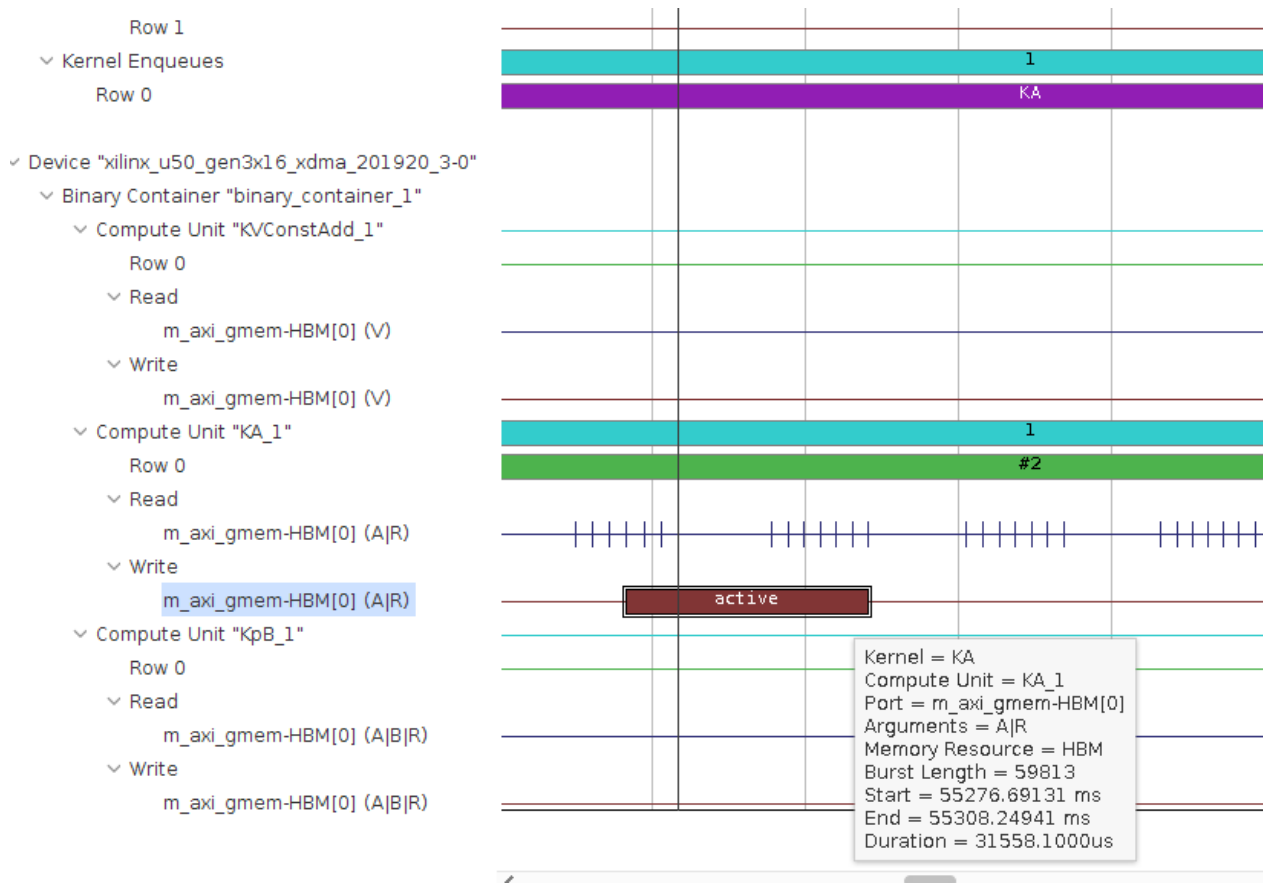 Row 1
Kernel Enqueues
1
Row 0
KA
Device "xilinx_u50_gen3x16_xdma_201920_3-0"
Binary Container "binary_container_1"
Compute Unit "KVConstAdd_1"
Row 0
Read
m_axi_gmem-HBM[0] (V)
Write
m_axi_gmem-HBM[0] (V)
Compute Unit "KA_1"
1
Row 0
#2
Read
m_axi_gmem-HBM[0] (A|R)
Write
m_axi_gmem-HBM[0] (A|R)
active
Compute Unit "KpB_1"
Row 0
Read
m_axi_gmem-HBM[0] (A|B|R)
Write
m_axi_gmem-HBM[0] (A|B|R)
Kernel = KA
Compute Unit = KA_1
Port = m_axi_gmem-HBM[0]
Arguments = A|R
Memory Resource = HBM
Burst Length = 59813
Start = 55276.69131 ms
End = 55308.24941 ms
Duration = 31558.1000us